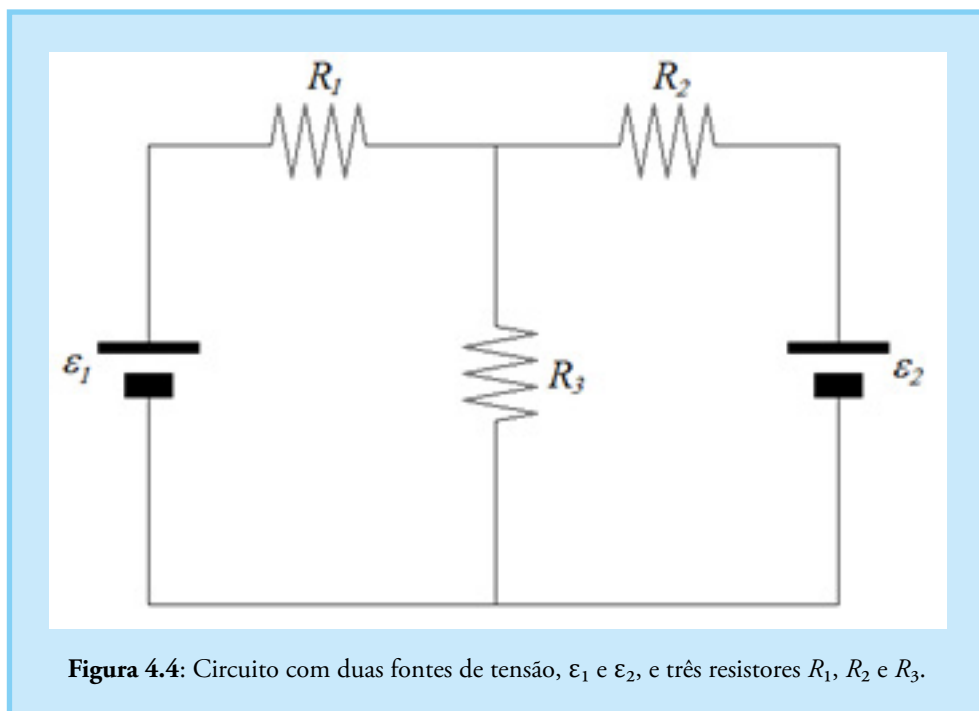 R₁ R₂
ε₁ R₃ ε₂
Figura 4.4: Circuito com duas fontes de tensão, ε₁ e ε₂, e três resistores R₁, R₂ e R₃.